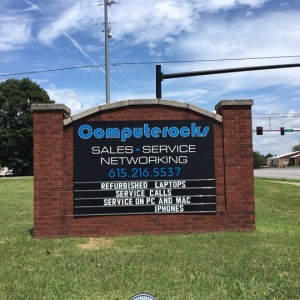 Computerocks
SALES • SERVICE
NETWORKING
615.216.5537
REFURBISHED LAPTOPS
SERVICE CALLS
SERVICE ON PC AND MAC
IPHONES